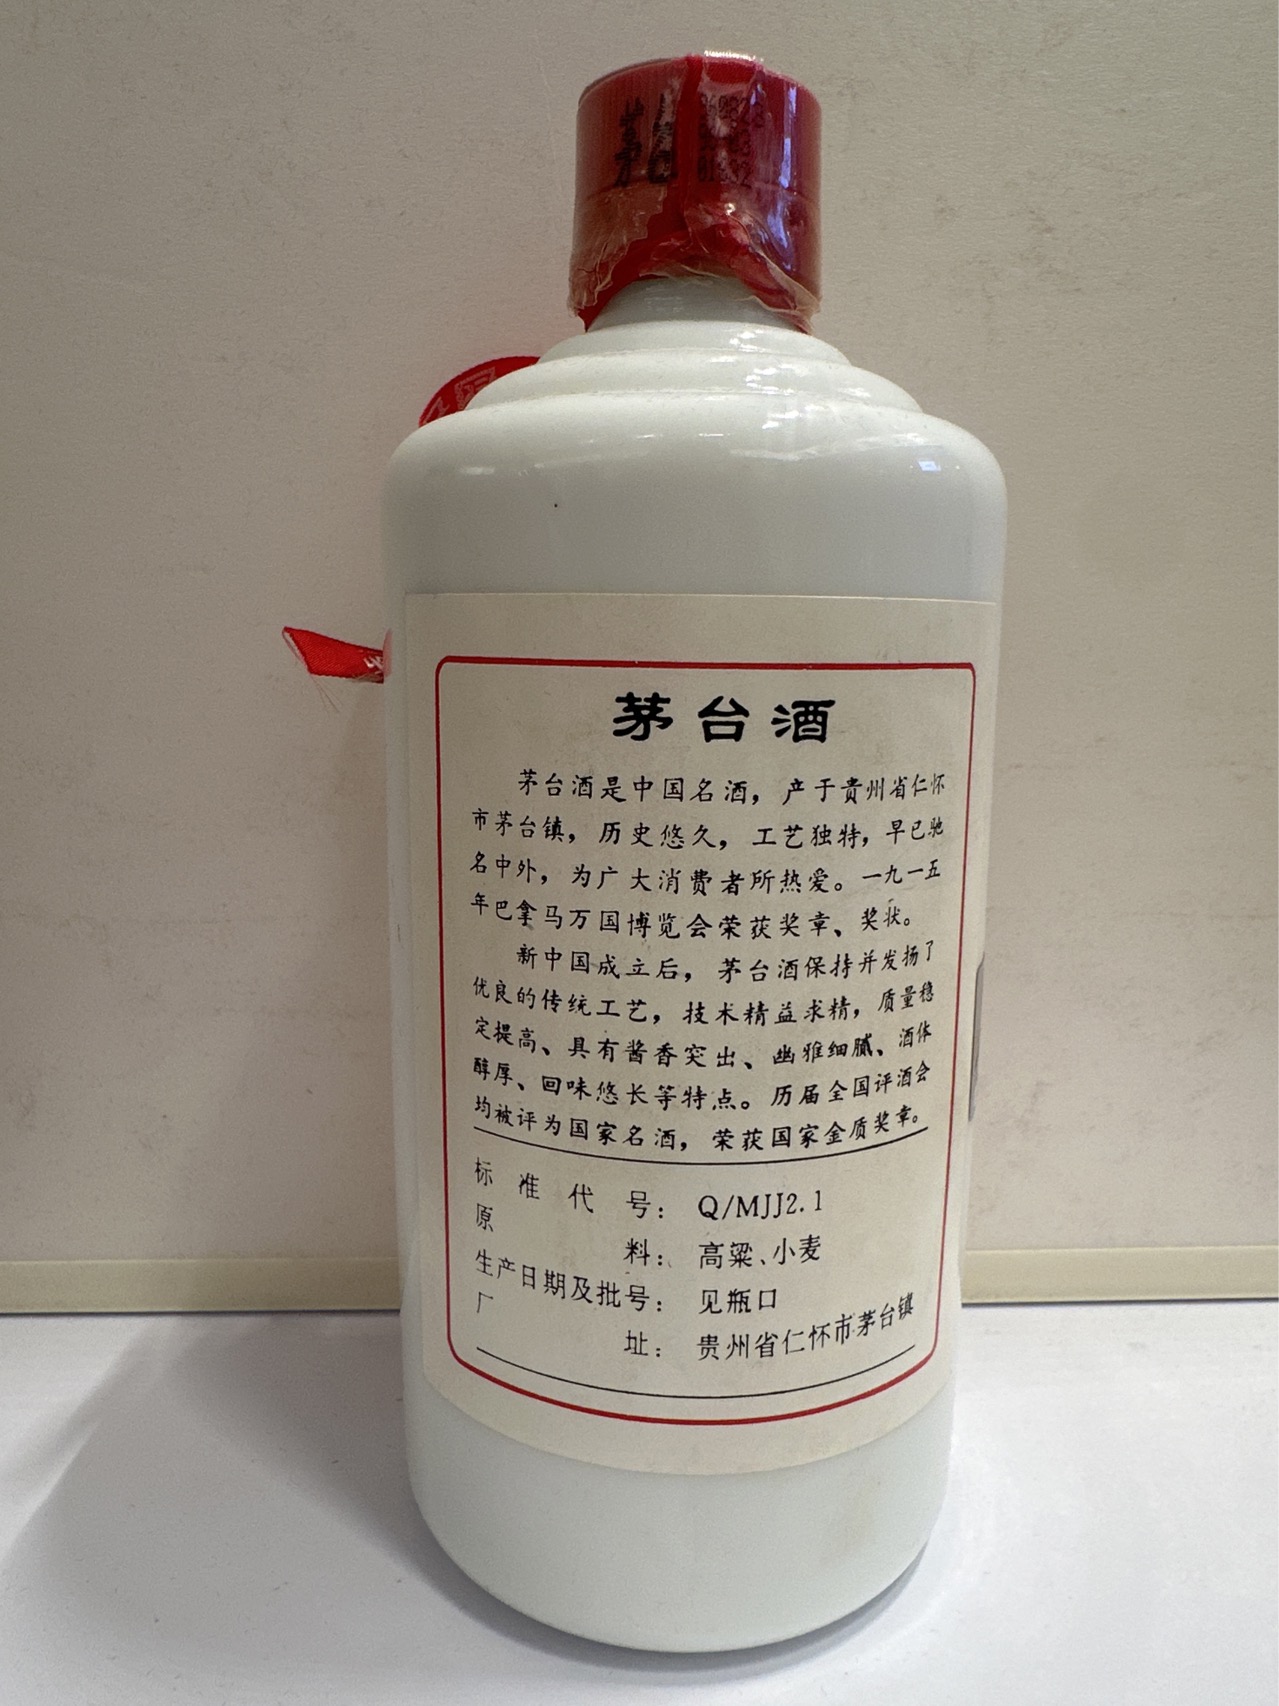 茅台
茅台酒
茅台酒是中国名酒，产于贵州省仁怀
市茅台镇，历史悠久，工艺独特，早已驰
名中外，为广大消费者所热爱。一九一五
年巴拿马万国博览会荣获奖章、奖状。
新中国成立后，茅台酒保持并发扬了
优良的传统工艺，技术精益求精，质量稳
定提高、具有酱香突出、幽雅细腻、酒体
醇厚、回味悠长等特点。历届全国评酒会
均被评为国家名酒，荣获国家金质奖章。
标准代号：Q/MJJ2.1
原料：高粱、小麦
生产日期及批号：见瓶口
厂址：贵州省仁怀市茅台镇